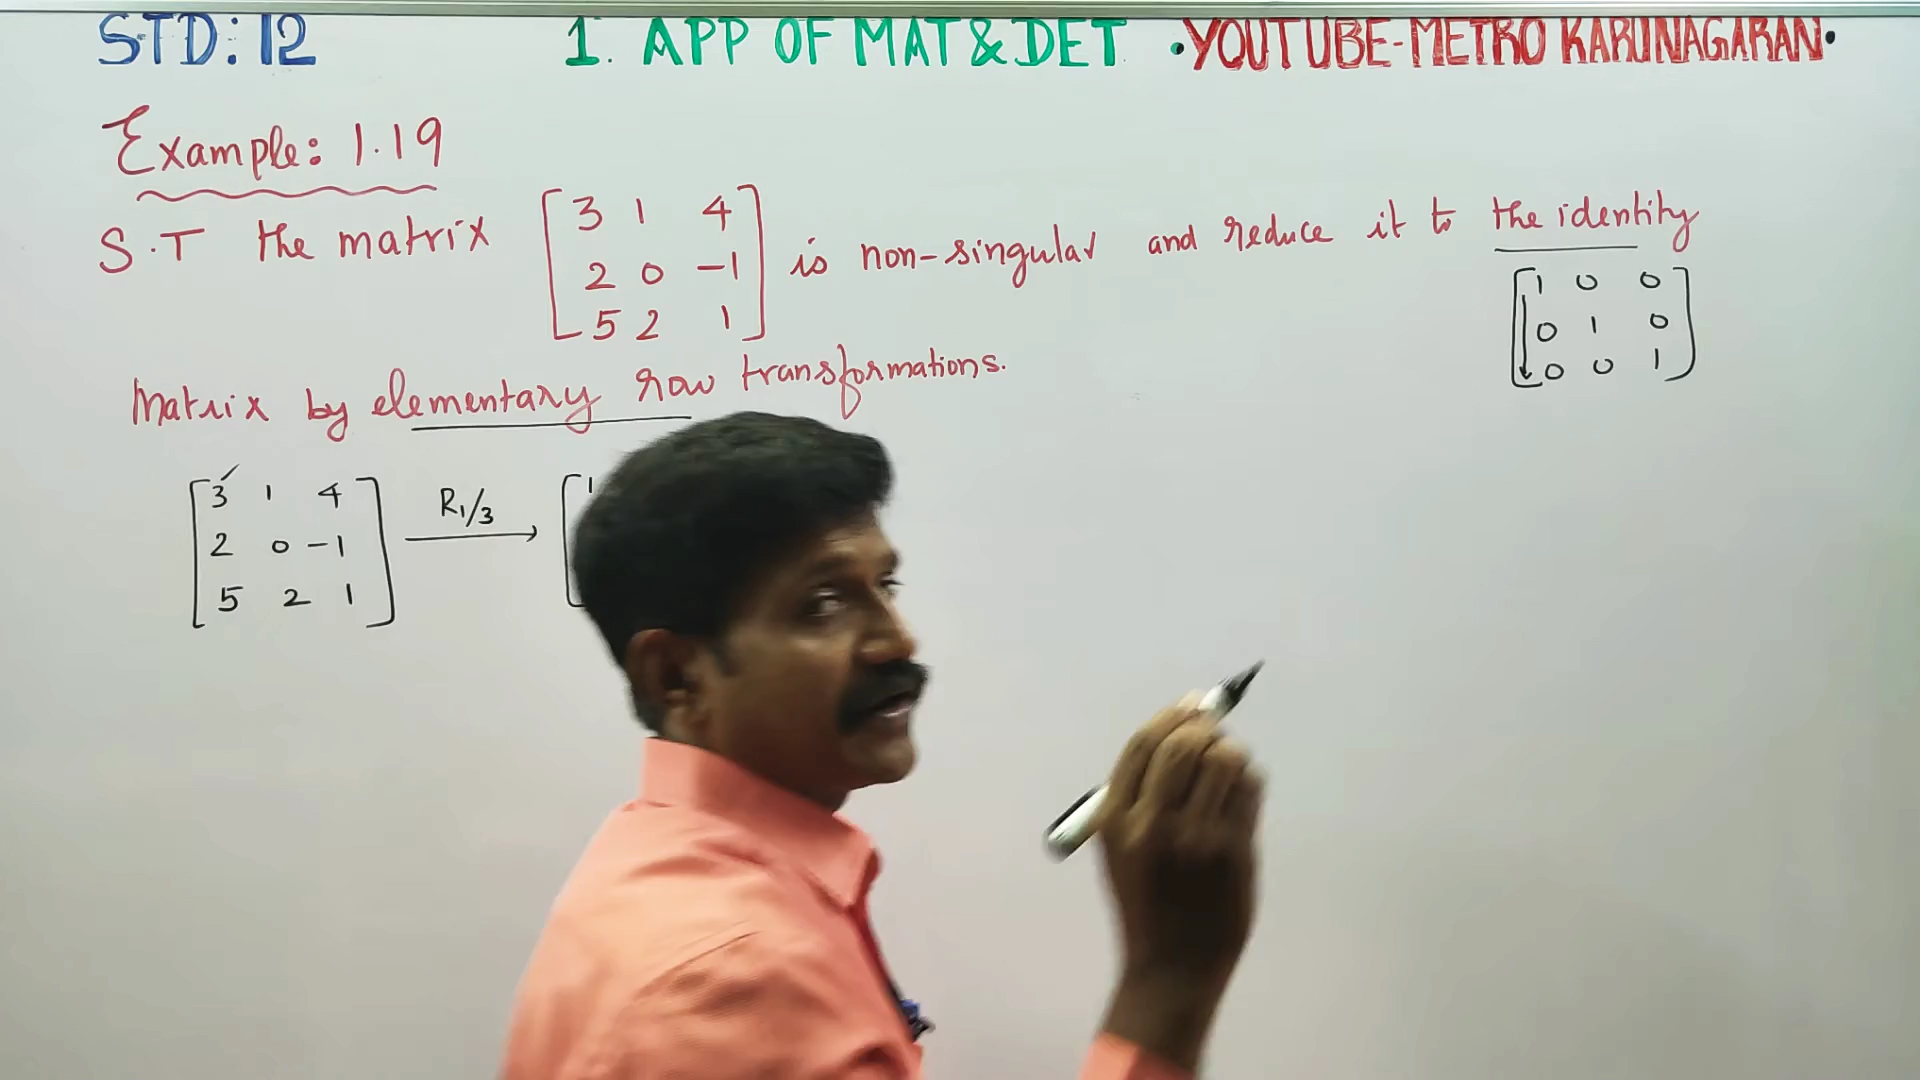 STD: 12 1. APP OF MAT & DET •YOUTUBE-METRO KARUNAGARAN•
Example: 1.19
S.T the matrix [3 1 4 is non-singular and reduce it to the identity
2 0 -1
5 2 1]
[1 0 0
0 1 0
0 0 1]
Matrix by elementary row transformations.
[3 1 4
2 0 -1
5 2 1]
R₁/3
→
[1